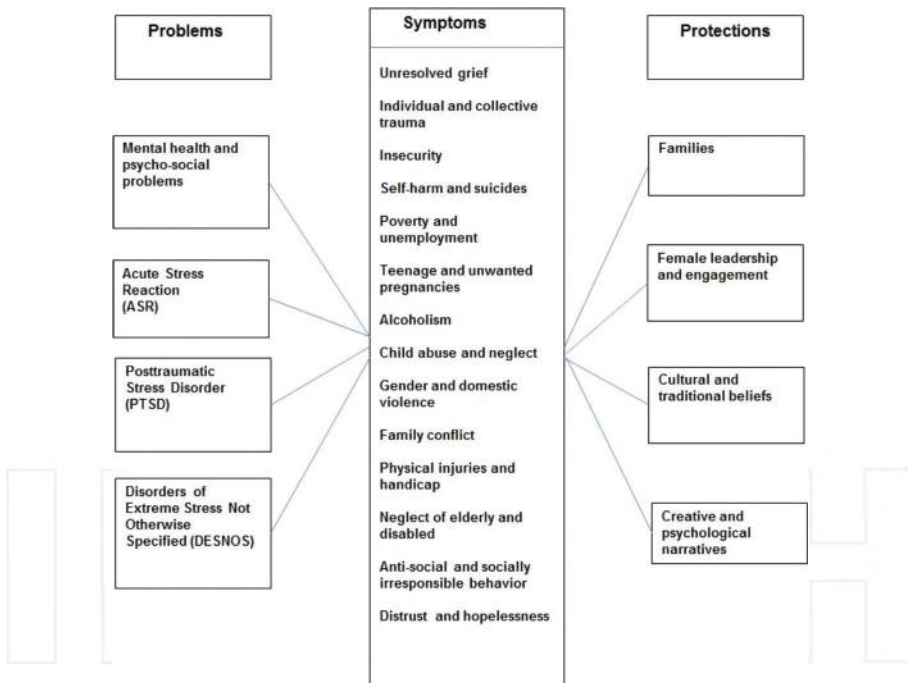 Problems
Mental health and
psycho-social
problems
Acute Stress
Reaction
(ASR)
Posttraumatic
Stress Disorder
(PTSD)
Disorders of
Extreme Stress Not
Otherwise
Specified (DESNOS)
Symptoms
Unresolved grief
Individual and collective
trauma
Insecurity
Self-harm and suicides
Poverty and
unemployment
Teenage and unwanted
pregnancies
Alcoholism
Child abuse and neglect
Gender and domestic
violence
Family conflict
Physical injuries and
handicap
Neglect of elderly and
disabled
Anti-social and socially
irresponsible behavior
Distrust and hopelessness
Protections
Families
Female leadership
and engagement
Cultural and
traditional beliefs
Creative and
psychological
narratives